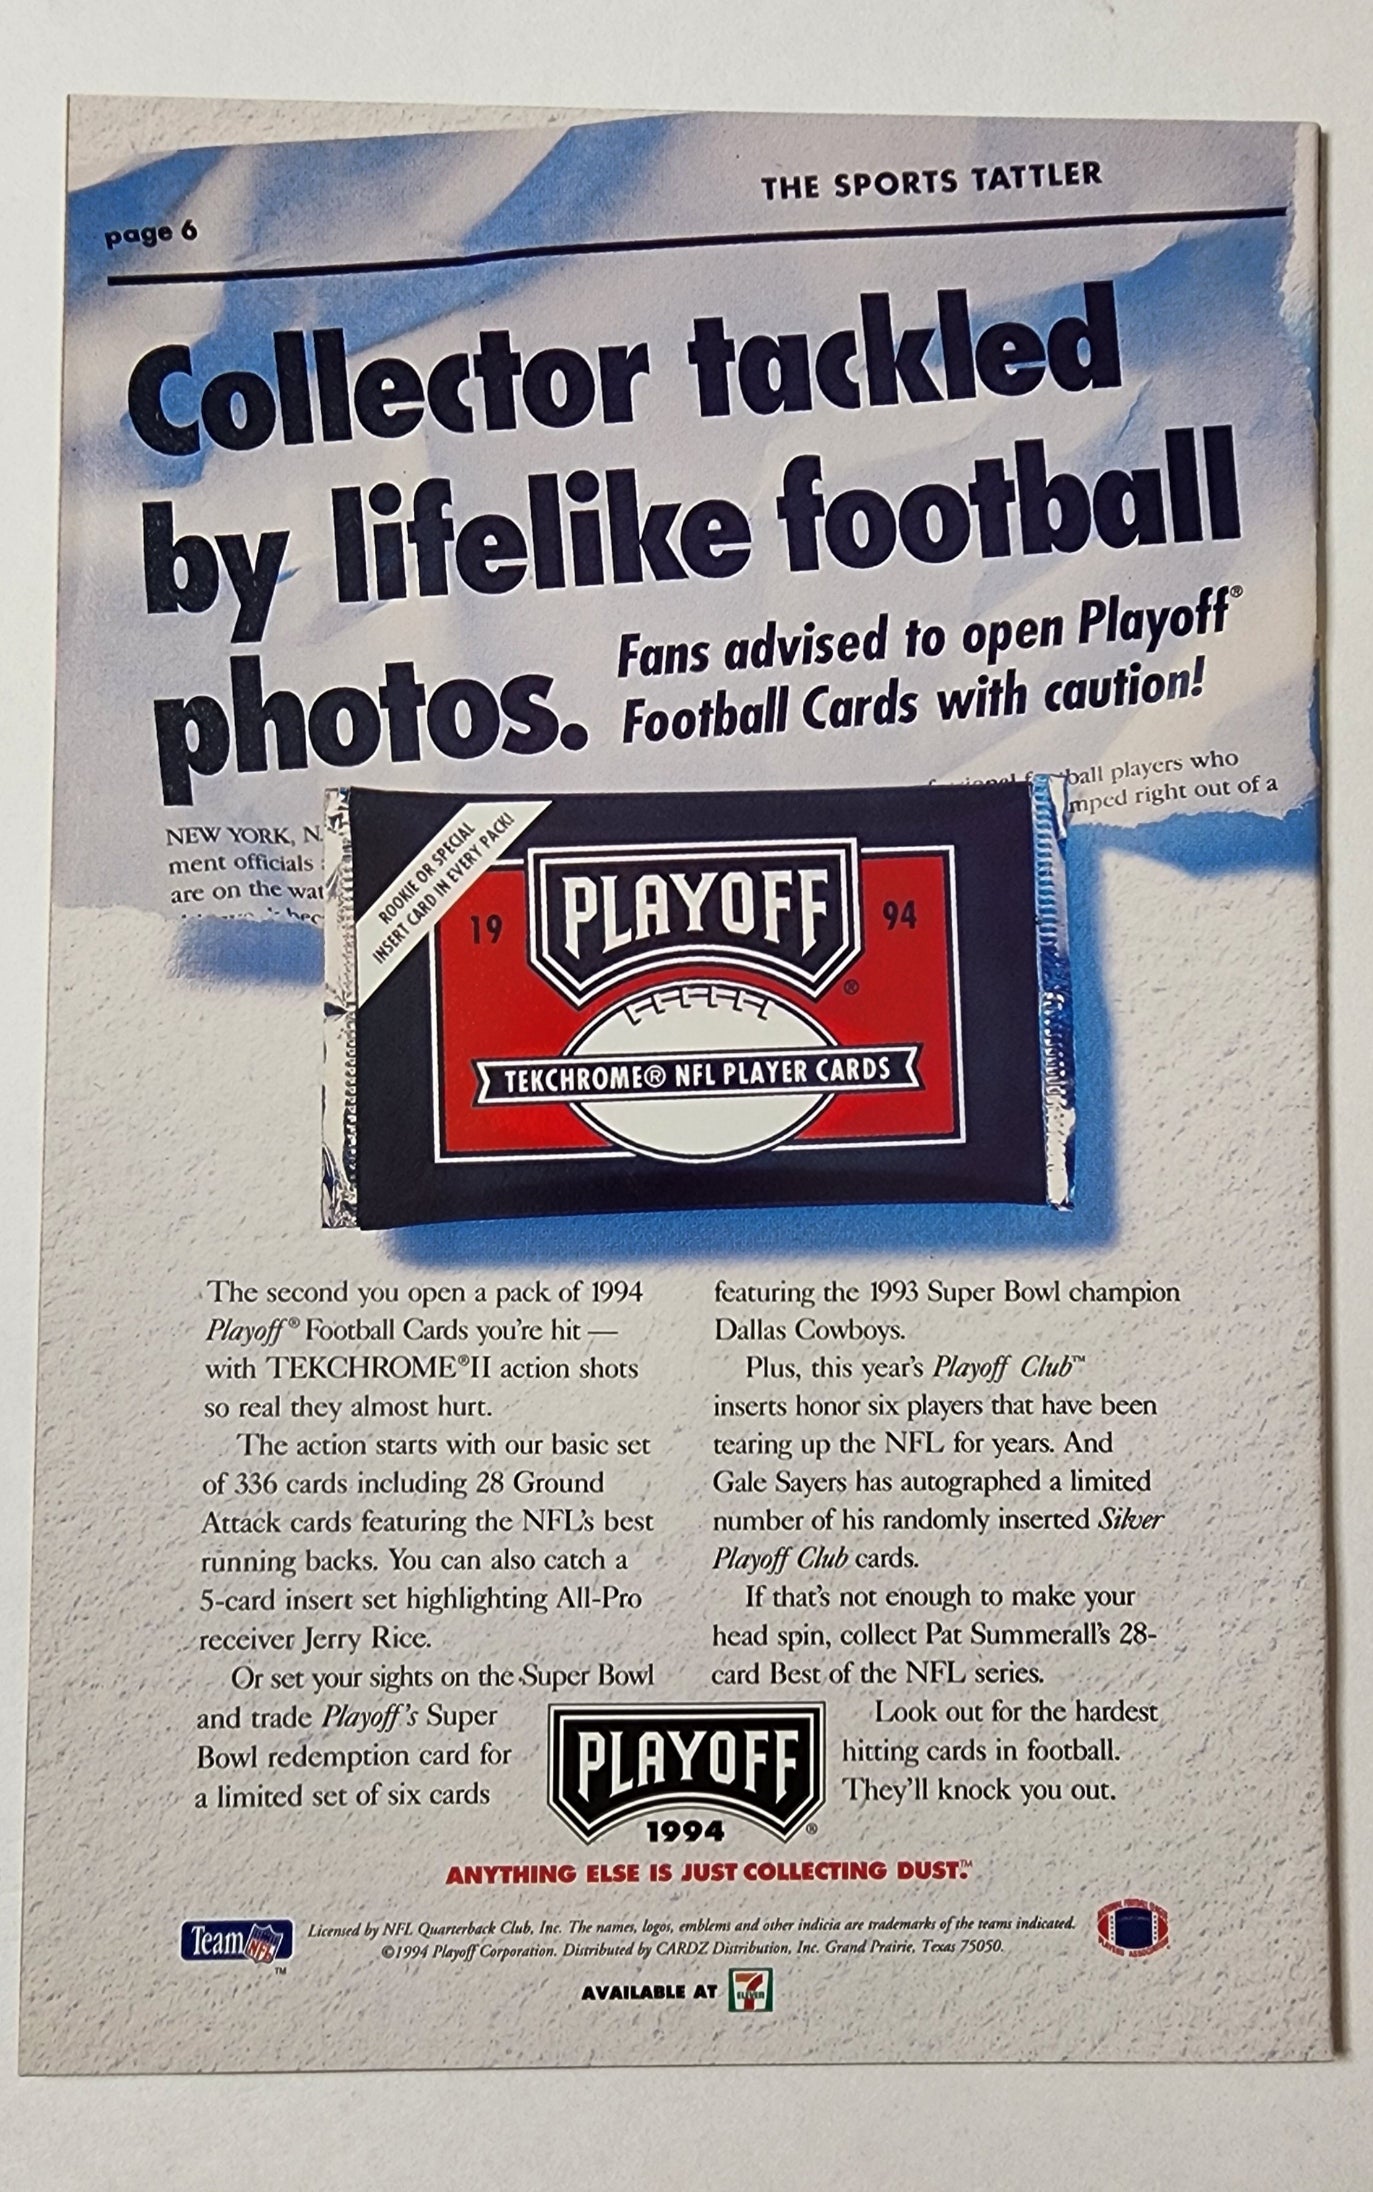 THE SPORTS TATTLER
page 6
Collector tackled
by lifelike football
photos.
Fans advised to open Playoff®
Football Cards with caution!
ball players who
right out of a
NEW YORK,
officials
are on the
ROOKIE OR SPECIAL
INSERT CARD IN EVERY PACK!
19 PLAYOFF 94
®
TEKCHROME® NFL PLAYER CARDS
The second you open a pack of 1994
Playoff® Football Cards you're hit —
with TEKCHROME®II action shots
so real they almost hurt.
The action starts with our basic set
of 336 cards including 28 Ground
Attack cards featuring the NFL's best
running backs. You can also catch a
5-card insert set highlighting All-Pro
receiver Jerry Rice.
Or set your sights on the Super Bowl
and trade Playoff's Super
Bowl redemption card for
a limited set of six cards
featuring the 1993 Super Bowl champion
Dallas Cowboys.
Plus, this year's Playoff Club™
inserts honor six players that have been
tearing up the NFL for years. And
Gale Sayers has autographed a limited
number of his randomly inserted Silver
Playoff Club cards.
If that's not enough to make your
head spin, collect Pat Summerall's 28-
card Best of the NFL series.
Look out for the hardest
hitting cards in football.
They'll knock you out.
PLAYOFF
1994 ®
ANYTHING ELSE IS JUST COLLECTING DUST.™
Team NFL ™
Licensed by NFL Quarterback Club, Inc. The names, logos, emblems and other indicia are trademarks of the teams indicated.
©1994 Playoff Corporation. Distributed by CARDZ Distribution, Inc. Grand Prairie, Texas 75050.
AVAILABLE AT 7 ELEVEN